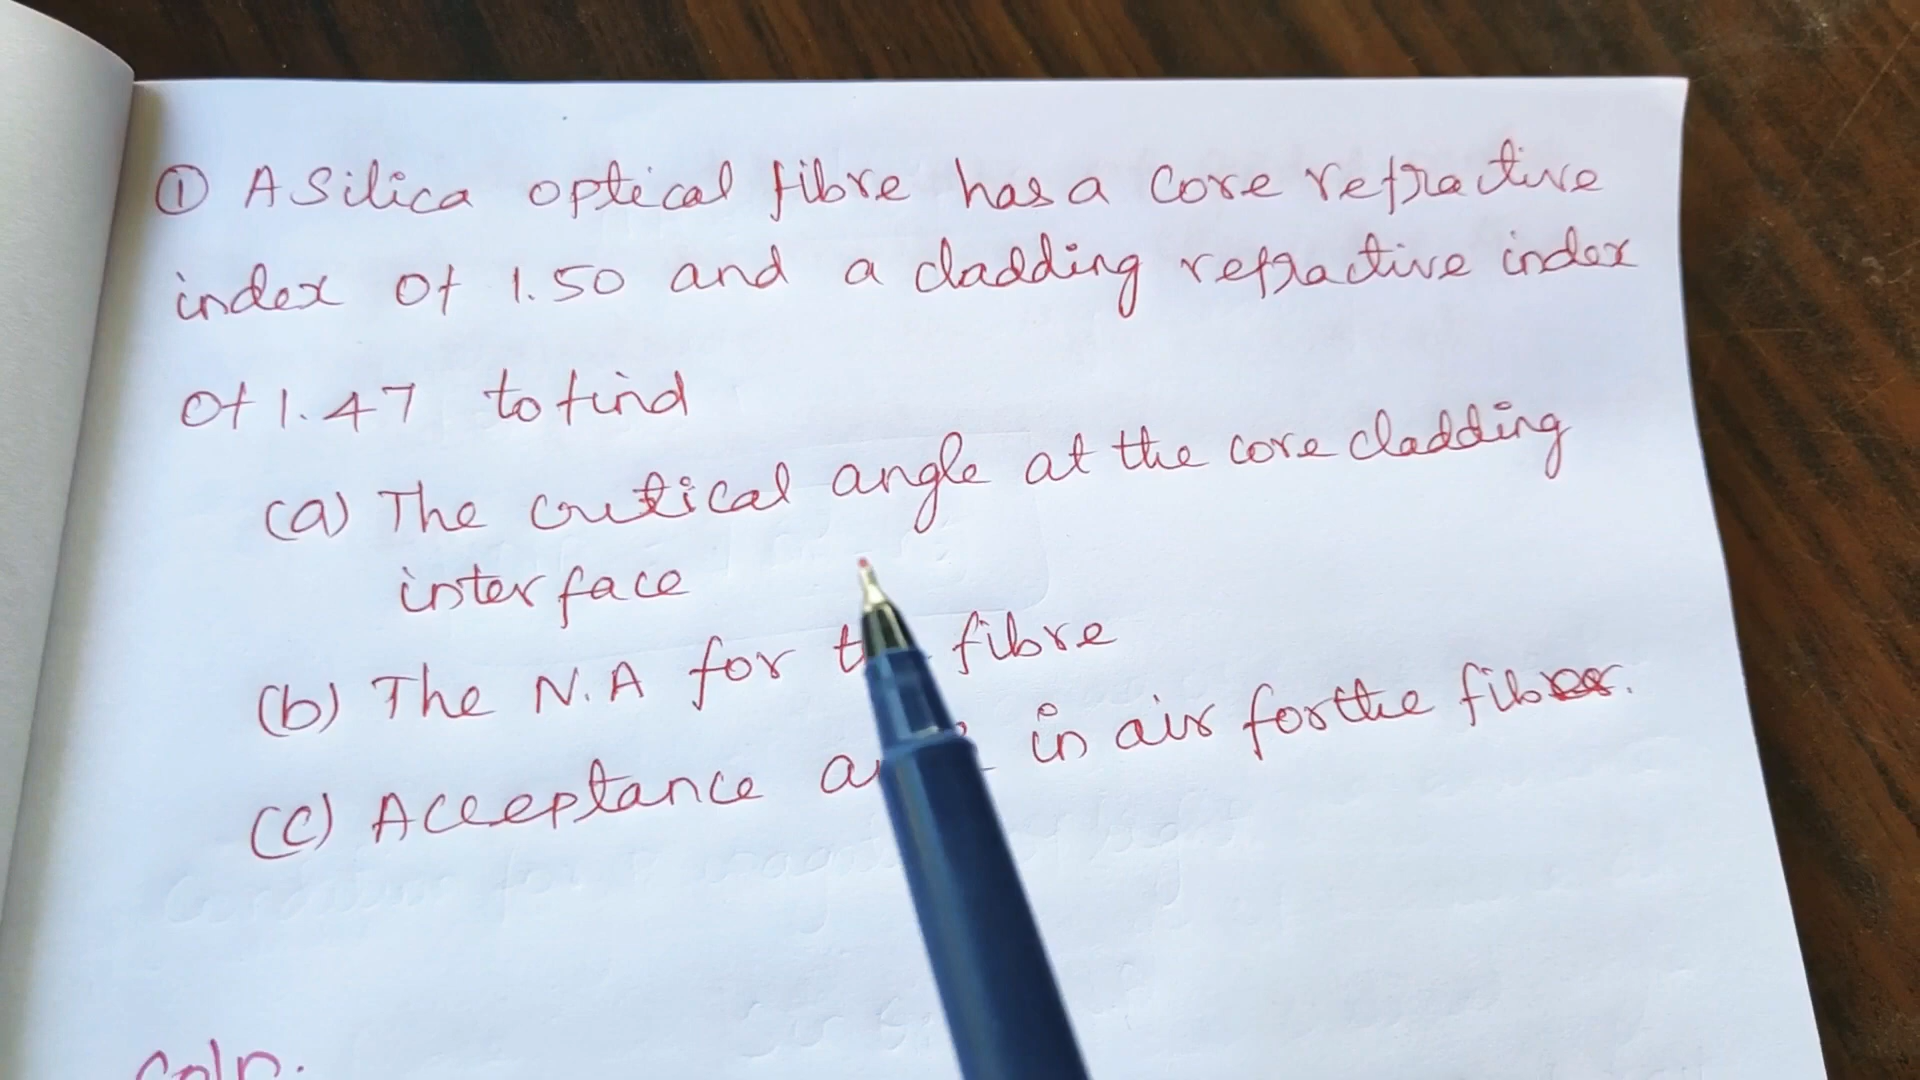 ① A Silica optical fibre has a core refractive
index of 1.50 and a cladding refractive index
of 1.47 to find
(a) The critical angle at the core cladding
interface
(b) The N.A for fibre
(c) Acceptance in air for the
Soln.